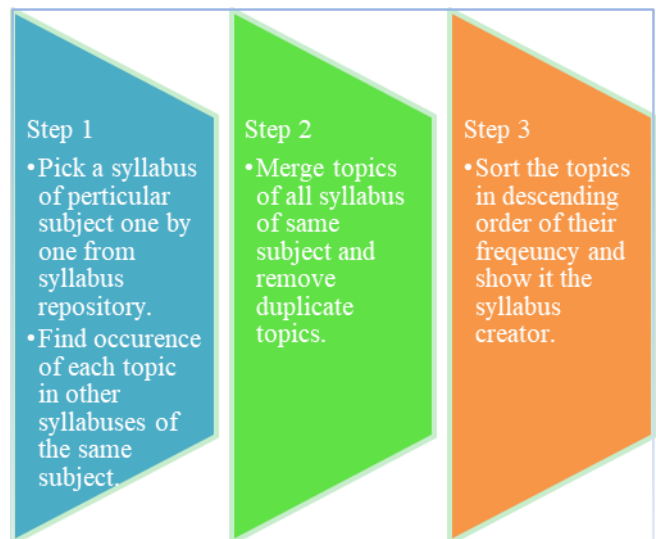 Step 1
•Pick a syllabus
of perticular
subject one by
one from
syllabus
repository.
•Find occurence
of each topic
in other
syllabuses of
the same
subject.
Step 2
•Merge topics
of all syllabus
of same
subject and
remove
duplicate
topics.
Step 3
•Sort the topics
in descending
order of their
freqeuncy and
show it the
syllabus
creator.